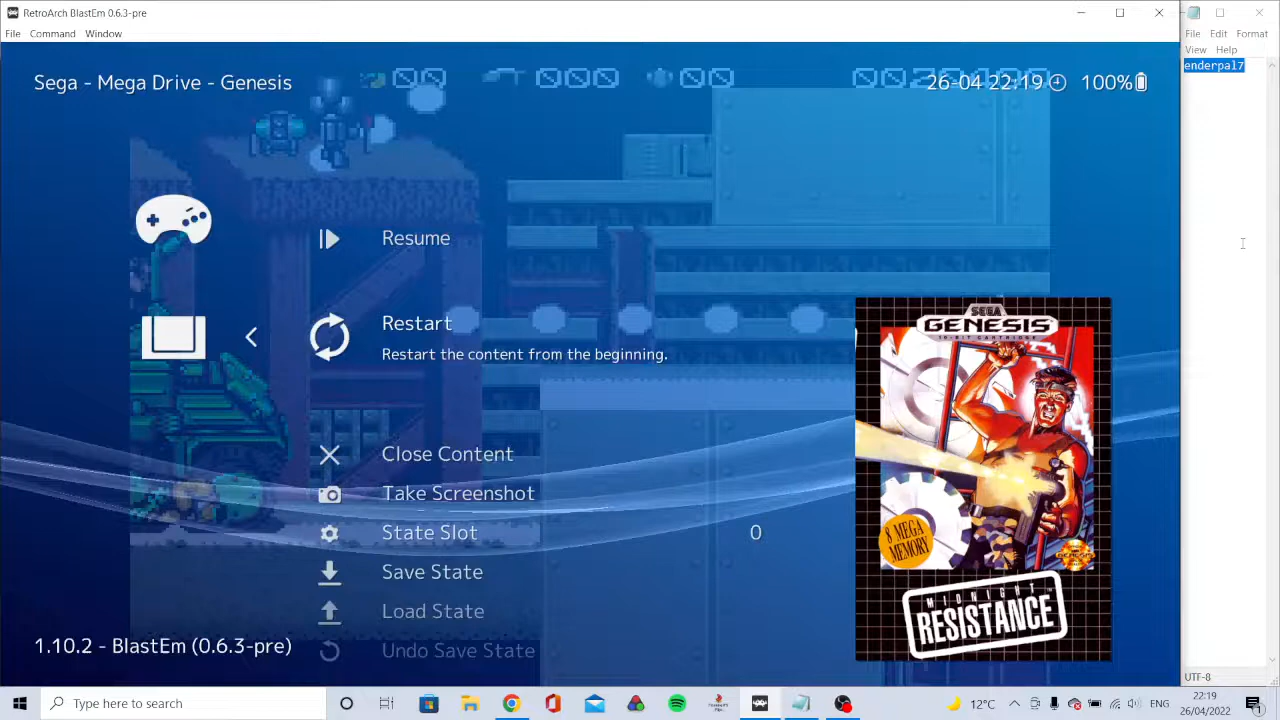 RetroArch BlastEm 0.6.3-pre
File Command Window
File Edit Format
View Help
enderpal7
Sega - Mega Drive - Genesis
26-04 22:19
100%
Resume
Restart
Restart the content from the beginning.
Close Content
Take Screenshot
State Slot
0
Save State
Load State
Undo Save State
SEGA
GENESIS
16-BIT CARTRIDGE
8 MEGA
MEMORY
MIDNIGHT
RESISTANCE
1.10.2 - BlastEm (0.6.3-pre)
UTF-8
Type here to search
12°C
ENG
22:19
26/04/2022